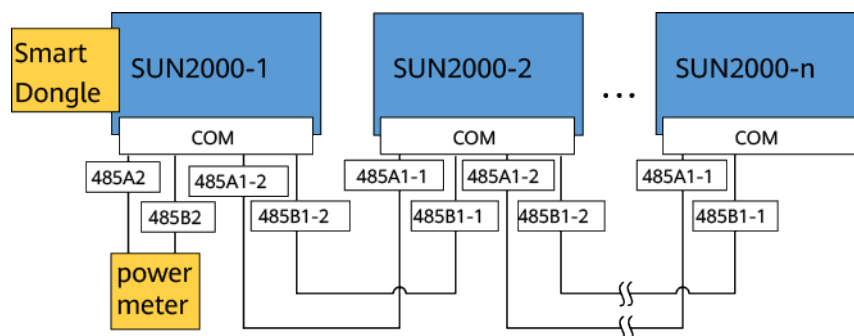 Smart
Dongle
SUN2000-1
SUN2000-2
...
SUN2000-n
COM
COM
COM
485A2
485A1-2
485A1-1
485A1-2
485A1-1
485B2
485B1-2
485B1-1
485B1-2
485B1-1
power
meter